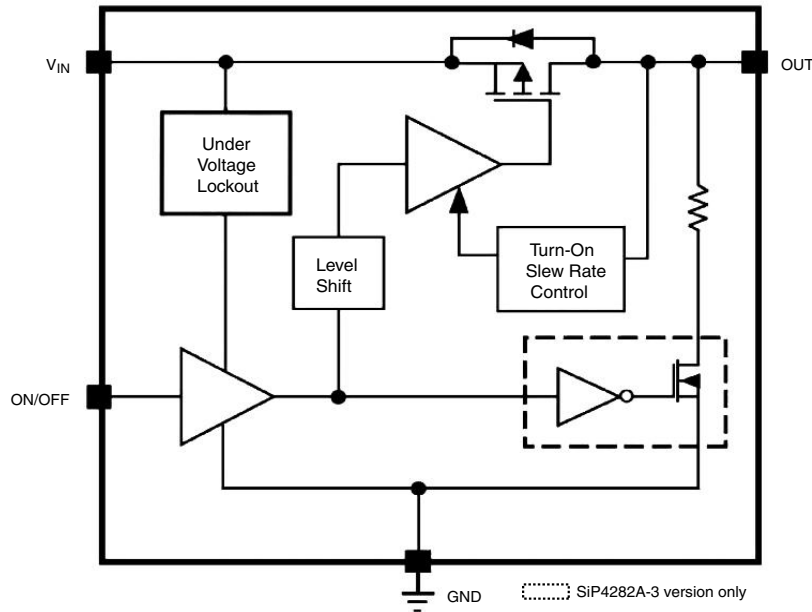 VIN
OUT
Under
Voltage
Lockout
Level
Shift
Turn-On
Slew Rate
Control
ON/OFF
GND
SiP4282A-3 version only